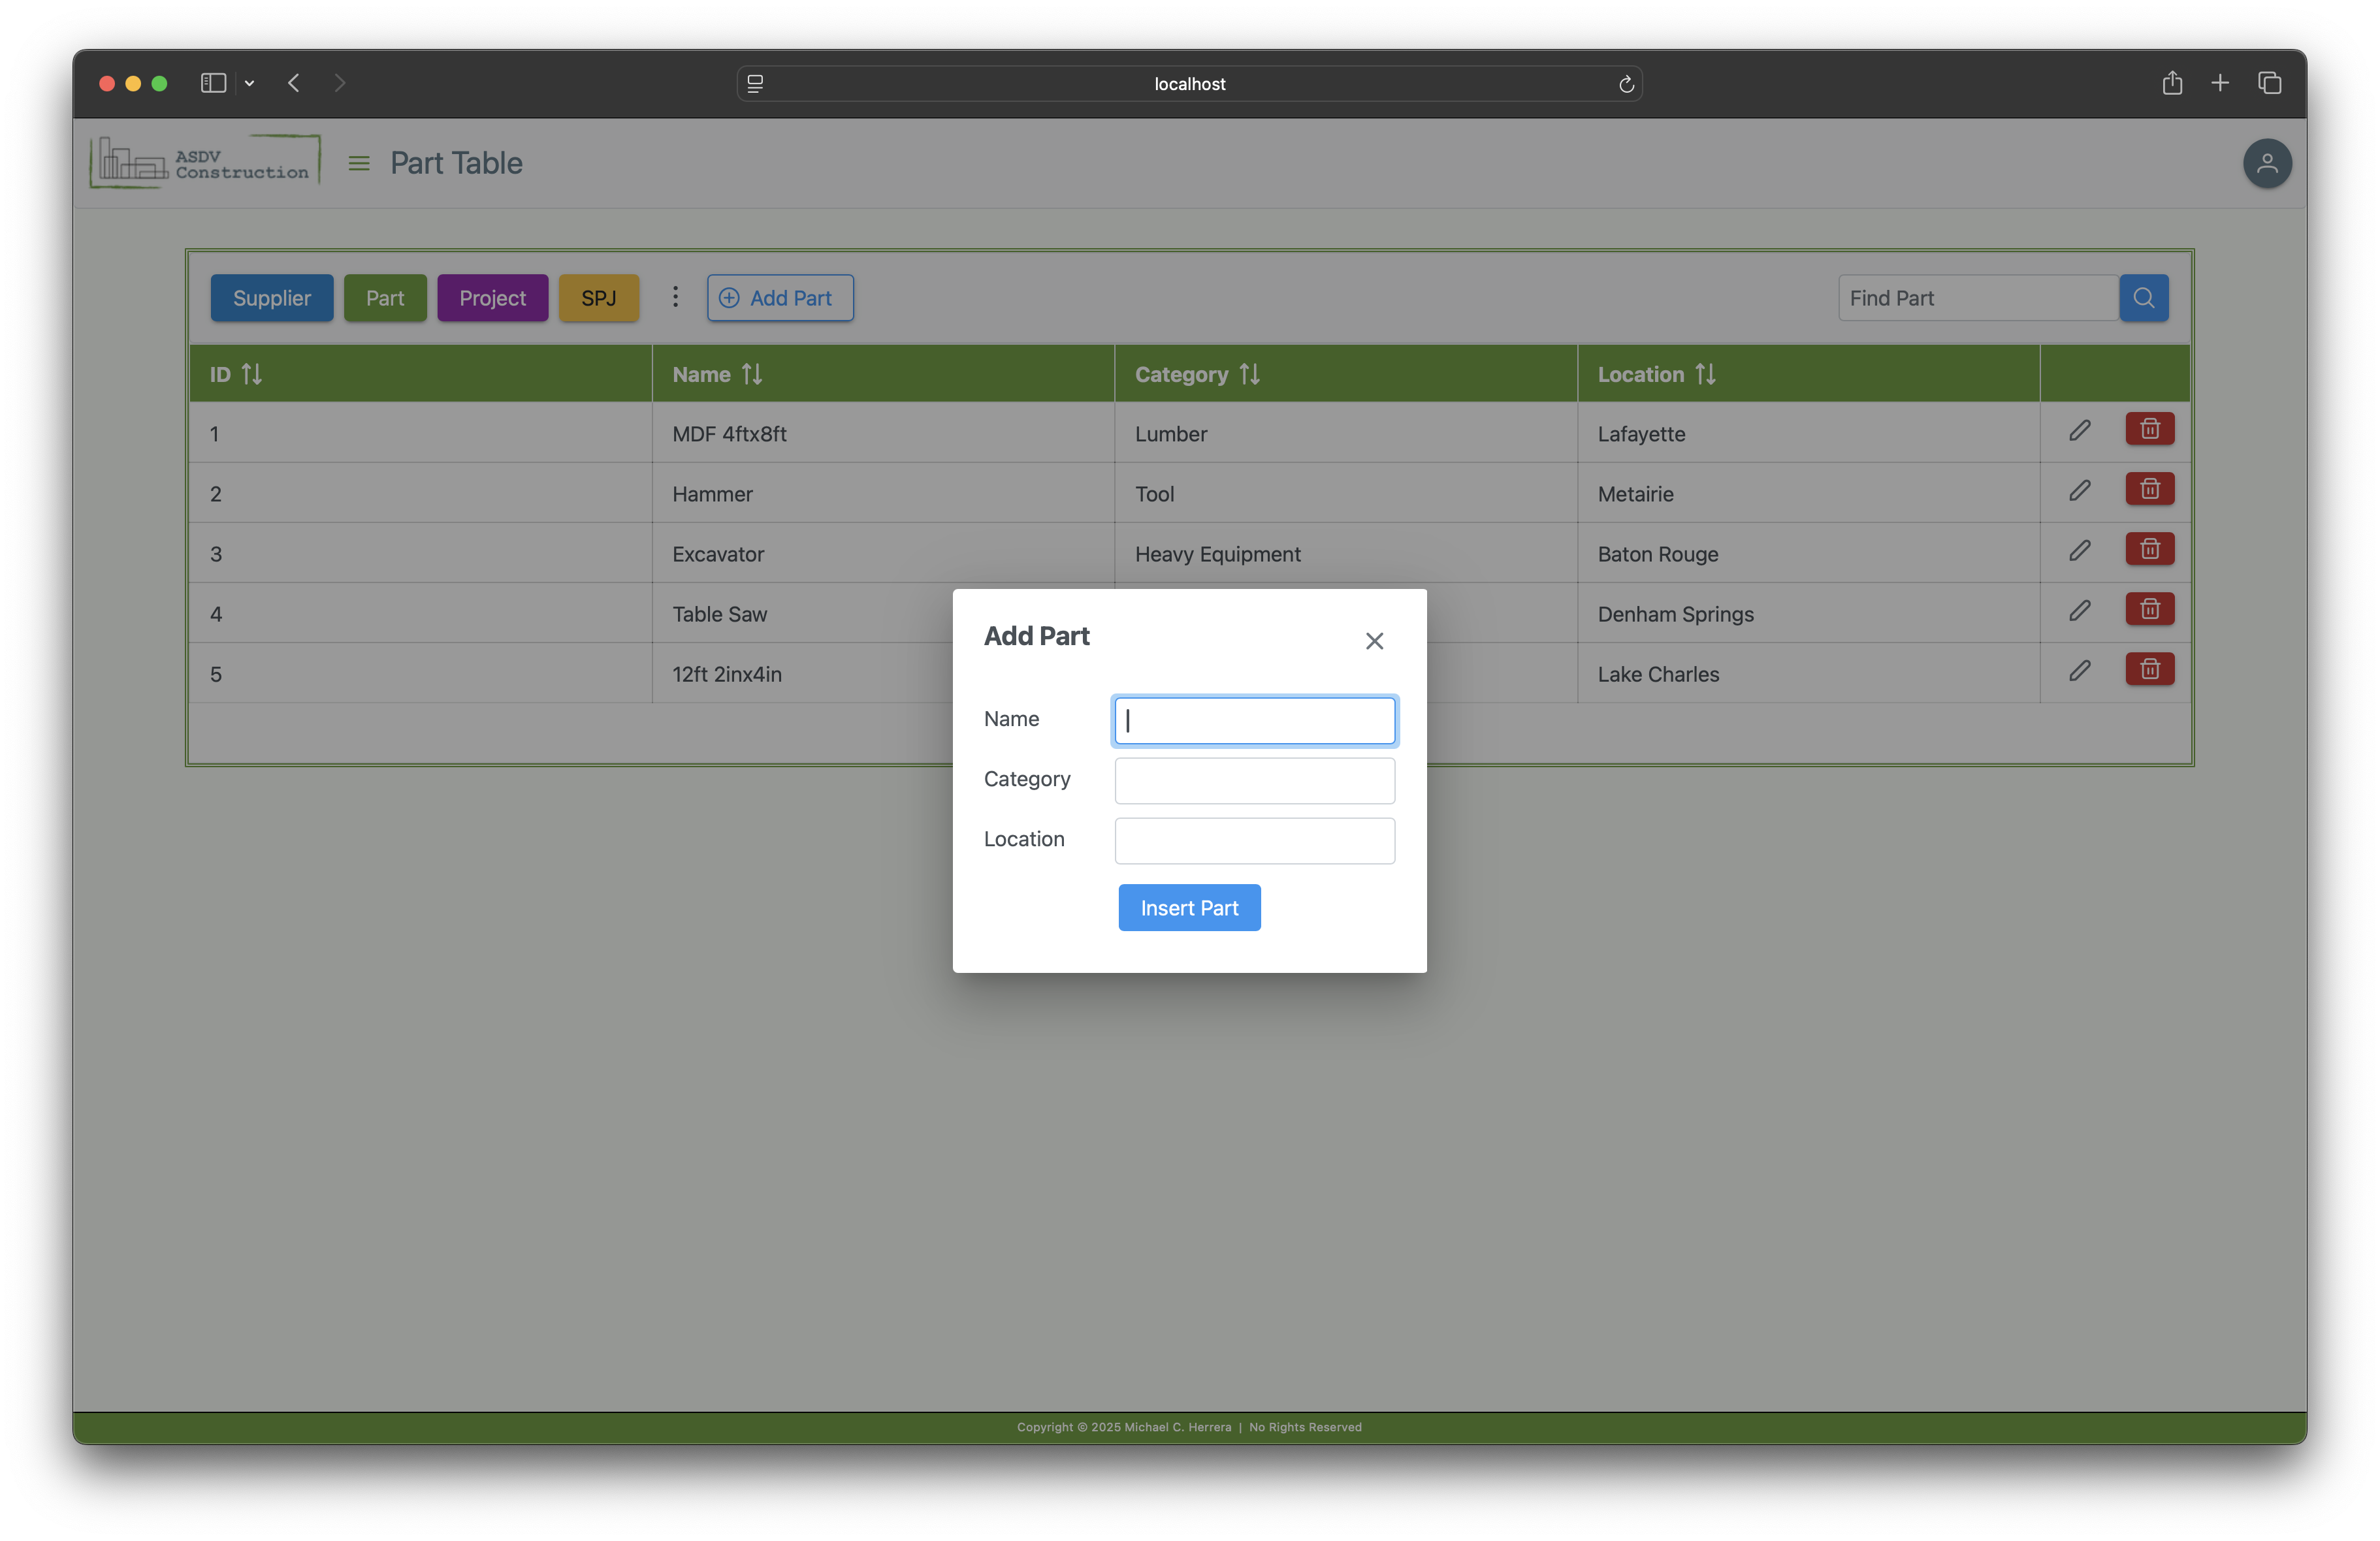 localhost
ASDV
Construction
Part Table
Supplier Part Project SPJ Add Part Find Part
ID Name Category Location
1 MDF 4ftx8ft Lumber Lafayette
2 Hammer Tool Metairie
3 Excavator Heavy Equipment Baton Rouge
4 Table Saw Denham Springs
5 12ft 2inx4in Lake Charles
Add Part
Name
Category
Location
Insert Part
Copyright © 2025 Michael C. Herrera | No Rights Reserved